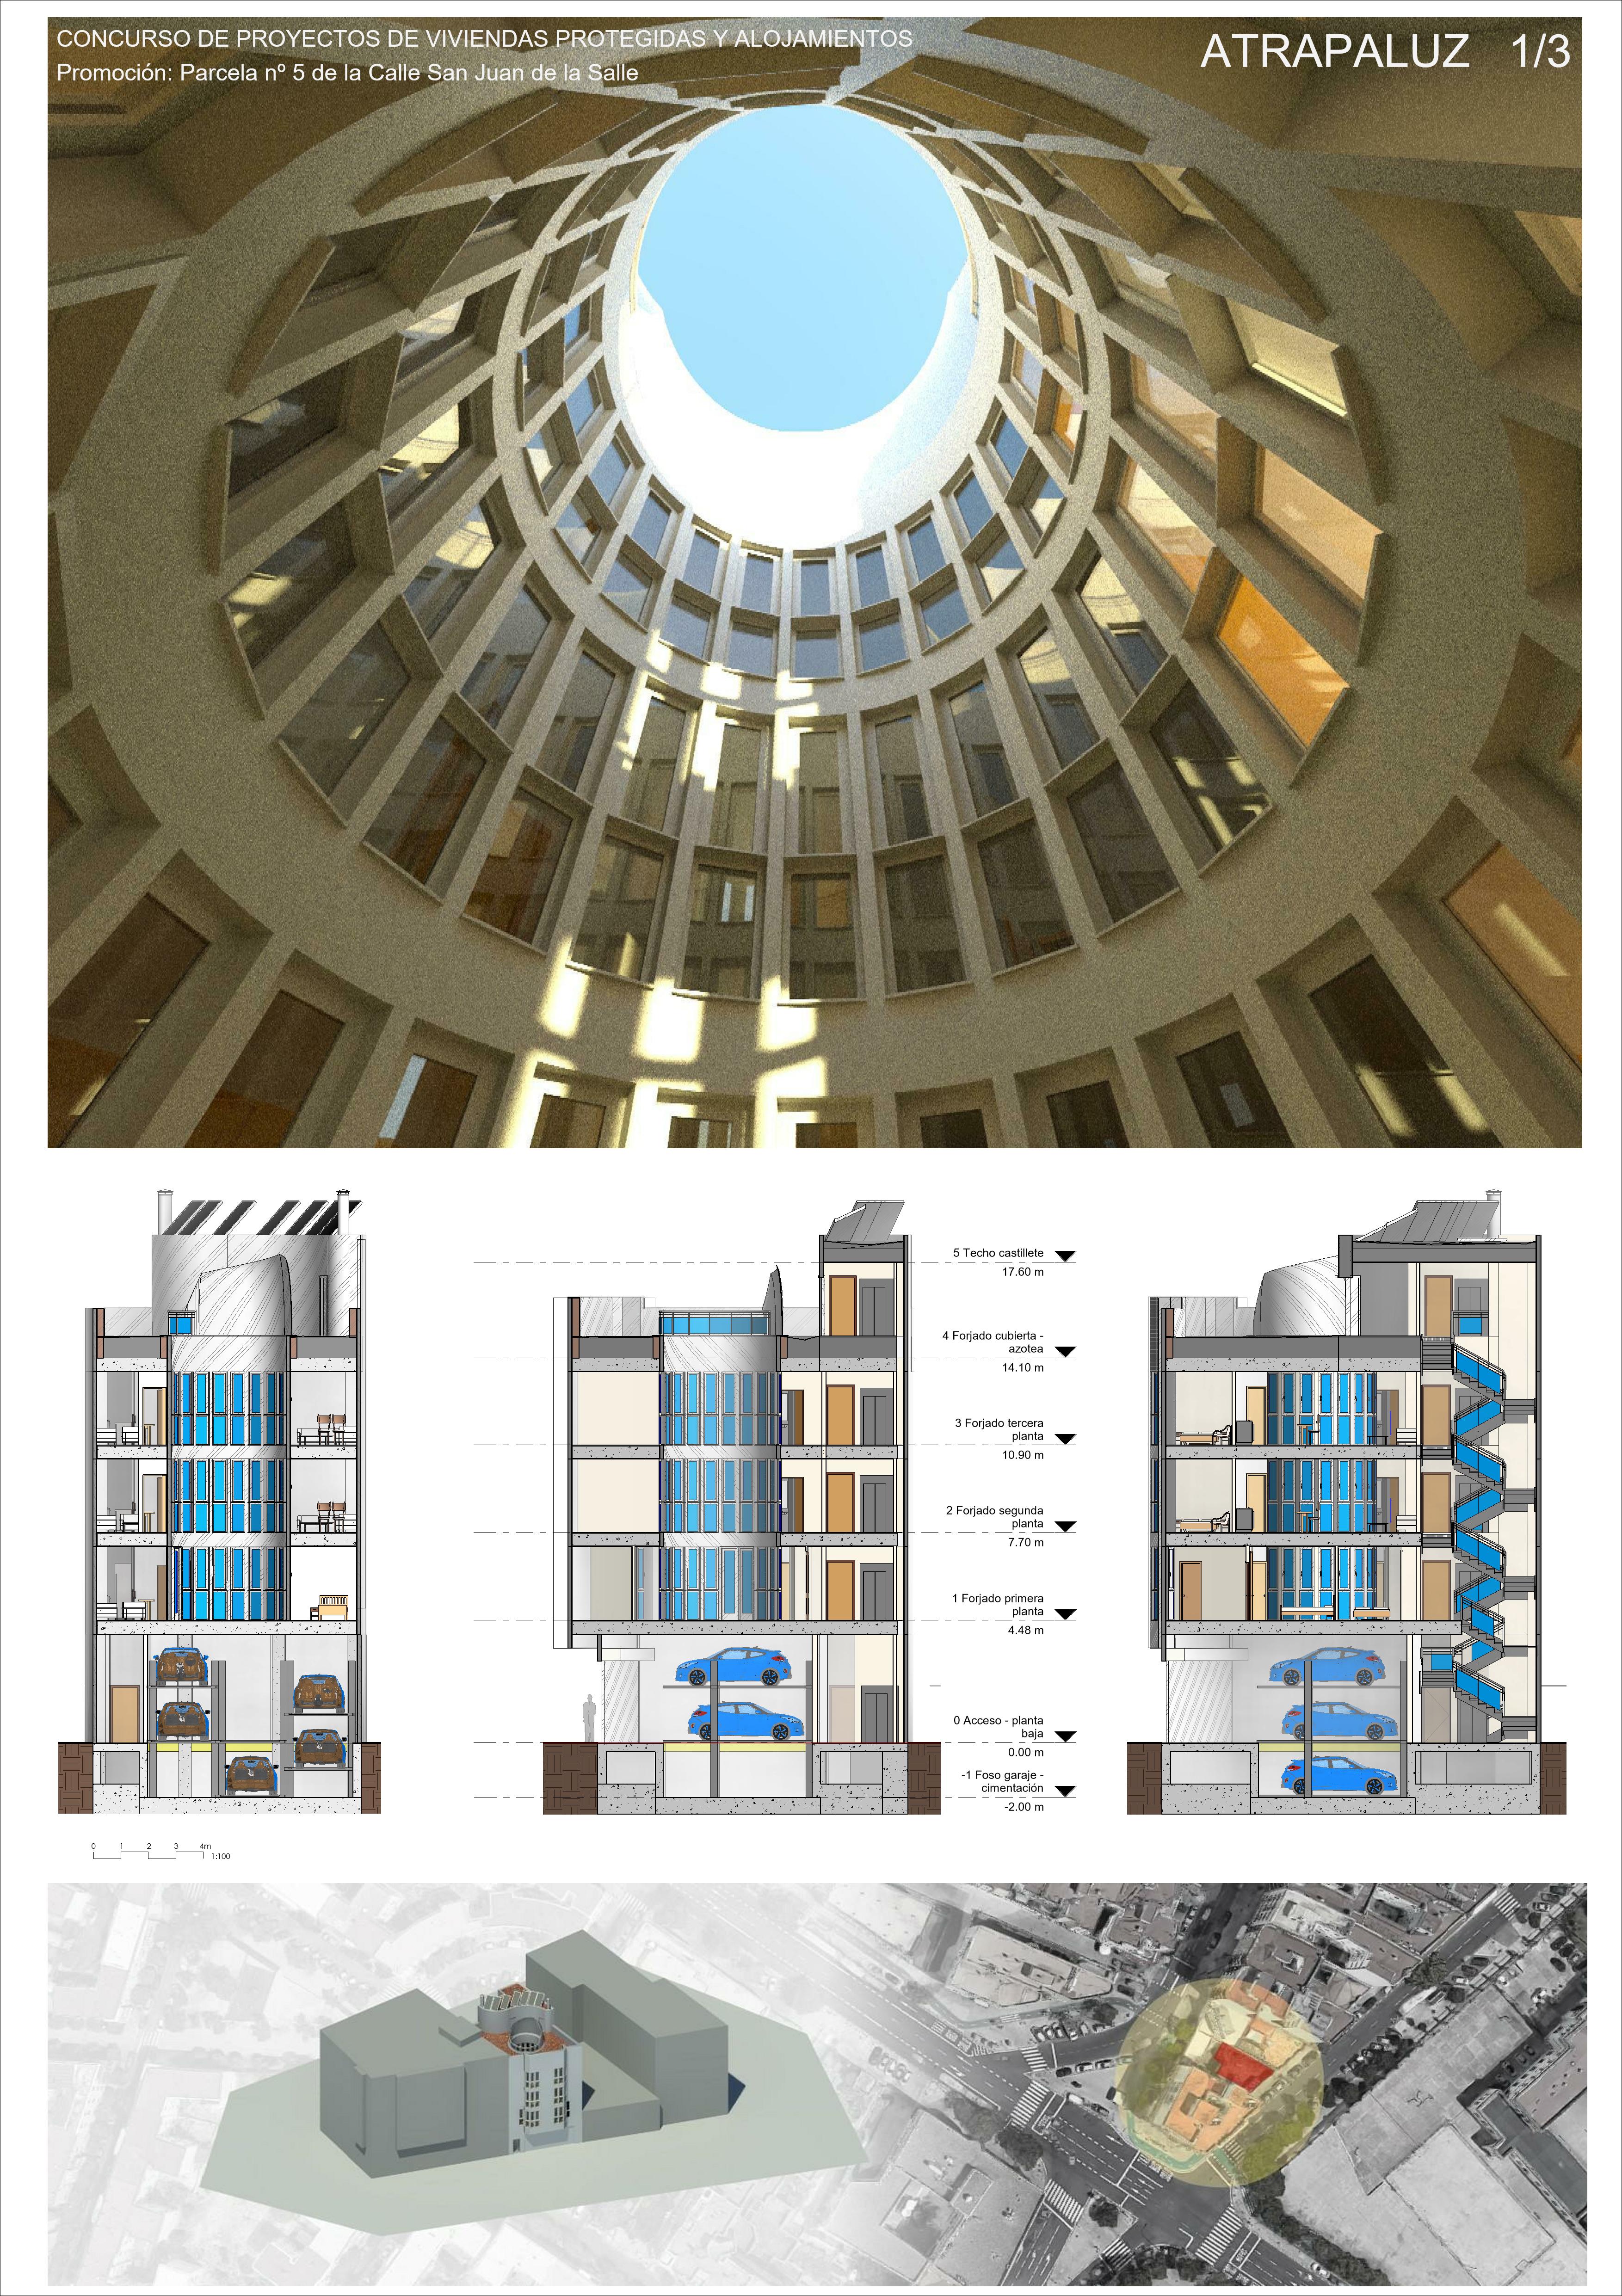 CONCURSO DE PROYECTOS DE VIVIENDAS PROTEGIDAS Y ALOJAMIENTOS
Promoción: Parcela nº 5 de la Calle San Juan de la Salle
ATRAPALUZ 1/3
5 Techo castillete
17.60 m
4 Forjado cubierta -
azotea
14.10 m
3 Forjado tercera
planta
10.90 m
2 Forjado segunda
planta
7.70 m
1 Forjado primera
planta
4.48 m
0 Acceso - planta
baja
0.00 m
-1 Foso garaje -
cimentación
-2.00 m
0 1 2 3 4m
1:100